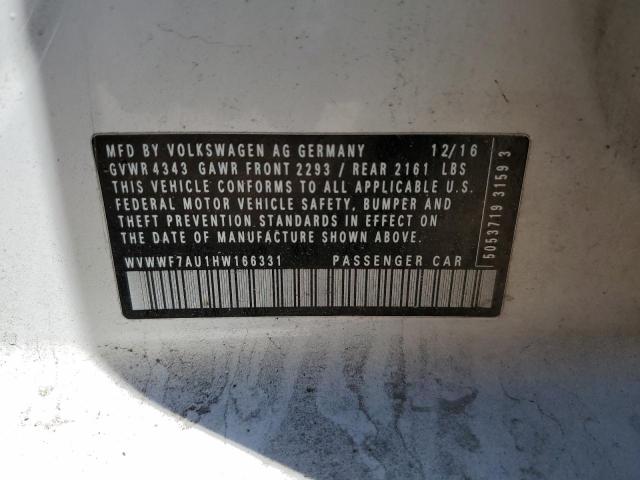 MFD BY VOLKSWAGEN AG GERMANY 12/16
GVWR 4343 GAWR FRONT 2293 / REAR 2161 LBS
THIS VEHICLE CONFORMS TO ALL APPLICABLE U.S.
FEDERAL MOTOR VEHICLE SAFETY, BUMPER AND
THEFT PREVENTION STANDARDS IN EFFECT ON
THE DATE OF MANUFACTURE SHOWN ABOVE.
WVWWF7AU1HW166331 PASSENGER CAR
5053719 3159 3